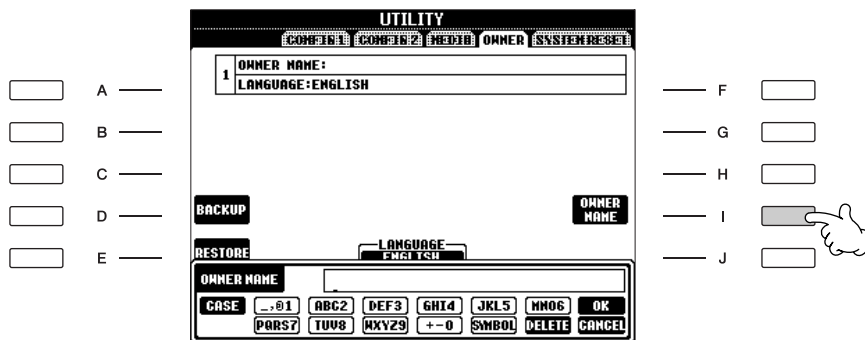 UTILITY
CONFIG 1 CONFIG 2 MEDIA OWNER SYSTEM RESET
1 OWNER NAME:
LANGUAGE:ENGLISH
A
B
C
D
E
F
G
H
I
J
BACKUP
OWNER NAME
RESTORE
LANGUAGE
ENGLISH
OWNER NAME
CASE _,@1 ABC2 DEF3 GHI4 JKL5 MNO6 OK
PQRS7 TUV8 WXYZ9 +-0 SYMBOL DELETE CANCEL